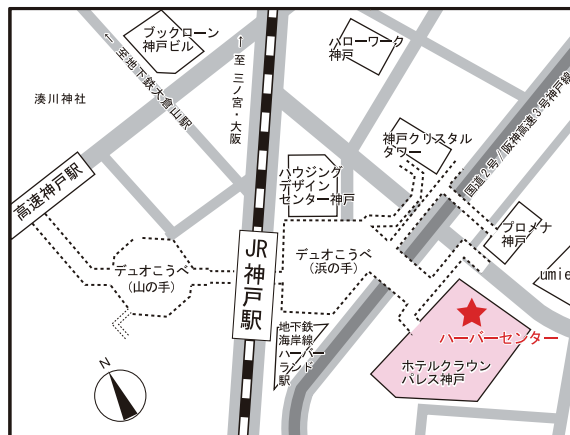 ブックローン
神戸ビル
← 至地下鉄大倉山駅
← 至 三ノ宮・大阪
ハローワーク
神戸
湊川神社
国道2号/阪神高速3号神戸線
神戸クリスタル
タワー
高速神戸駅
ハウジング
デザイン
センター神戸
プロメナ
神戸
JR
神戸駅
デュオこうべ
(山の手)
デュオこうべ
(浜の手)
umie
地下鉄
海岸線
ハーバー
ランド
駅
ハーバーセンター
ホテルクラウン
パレス神戸
N